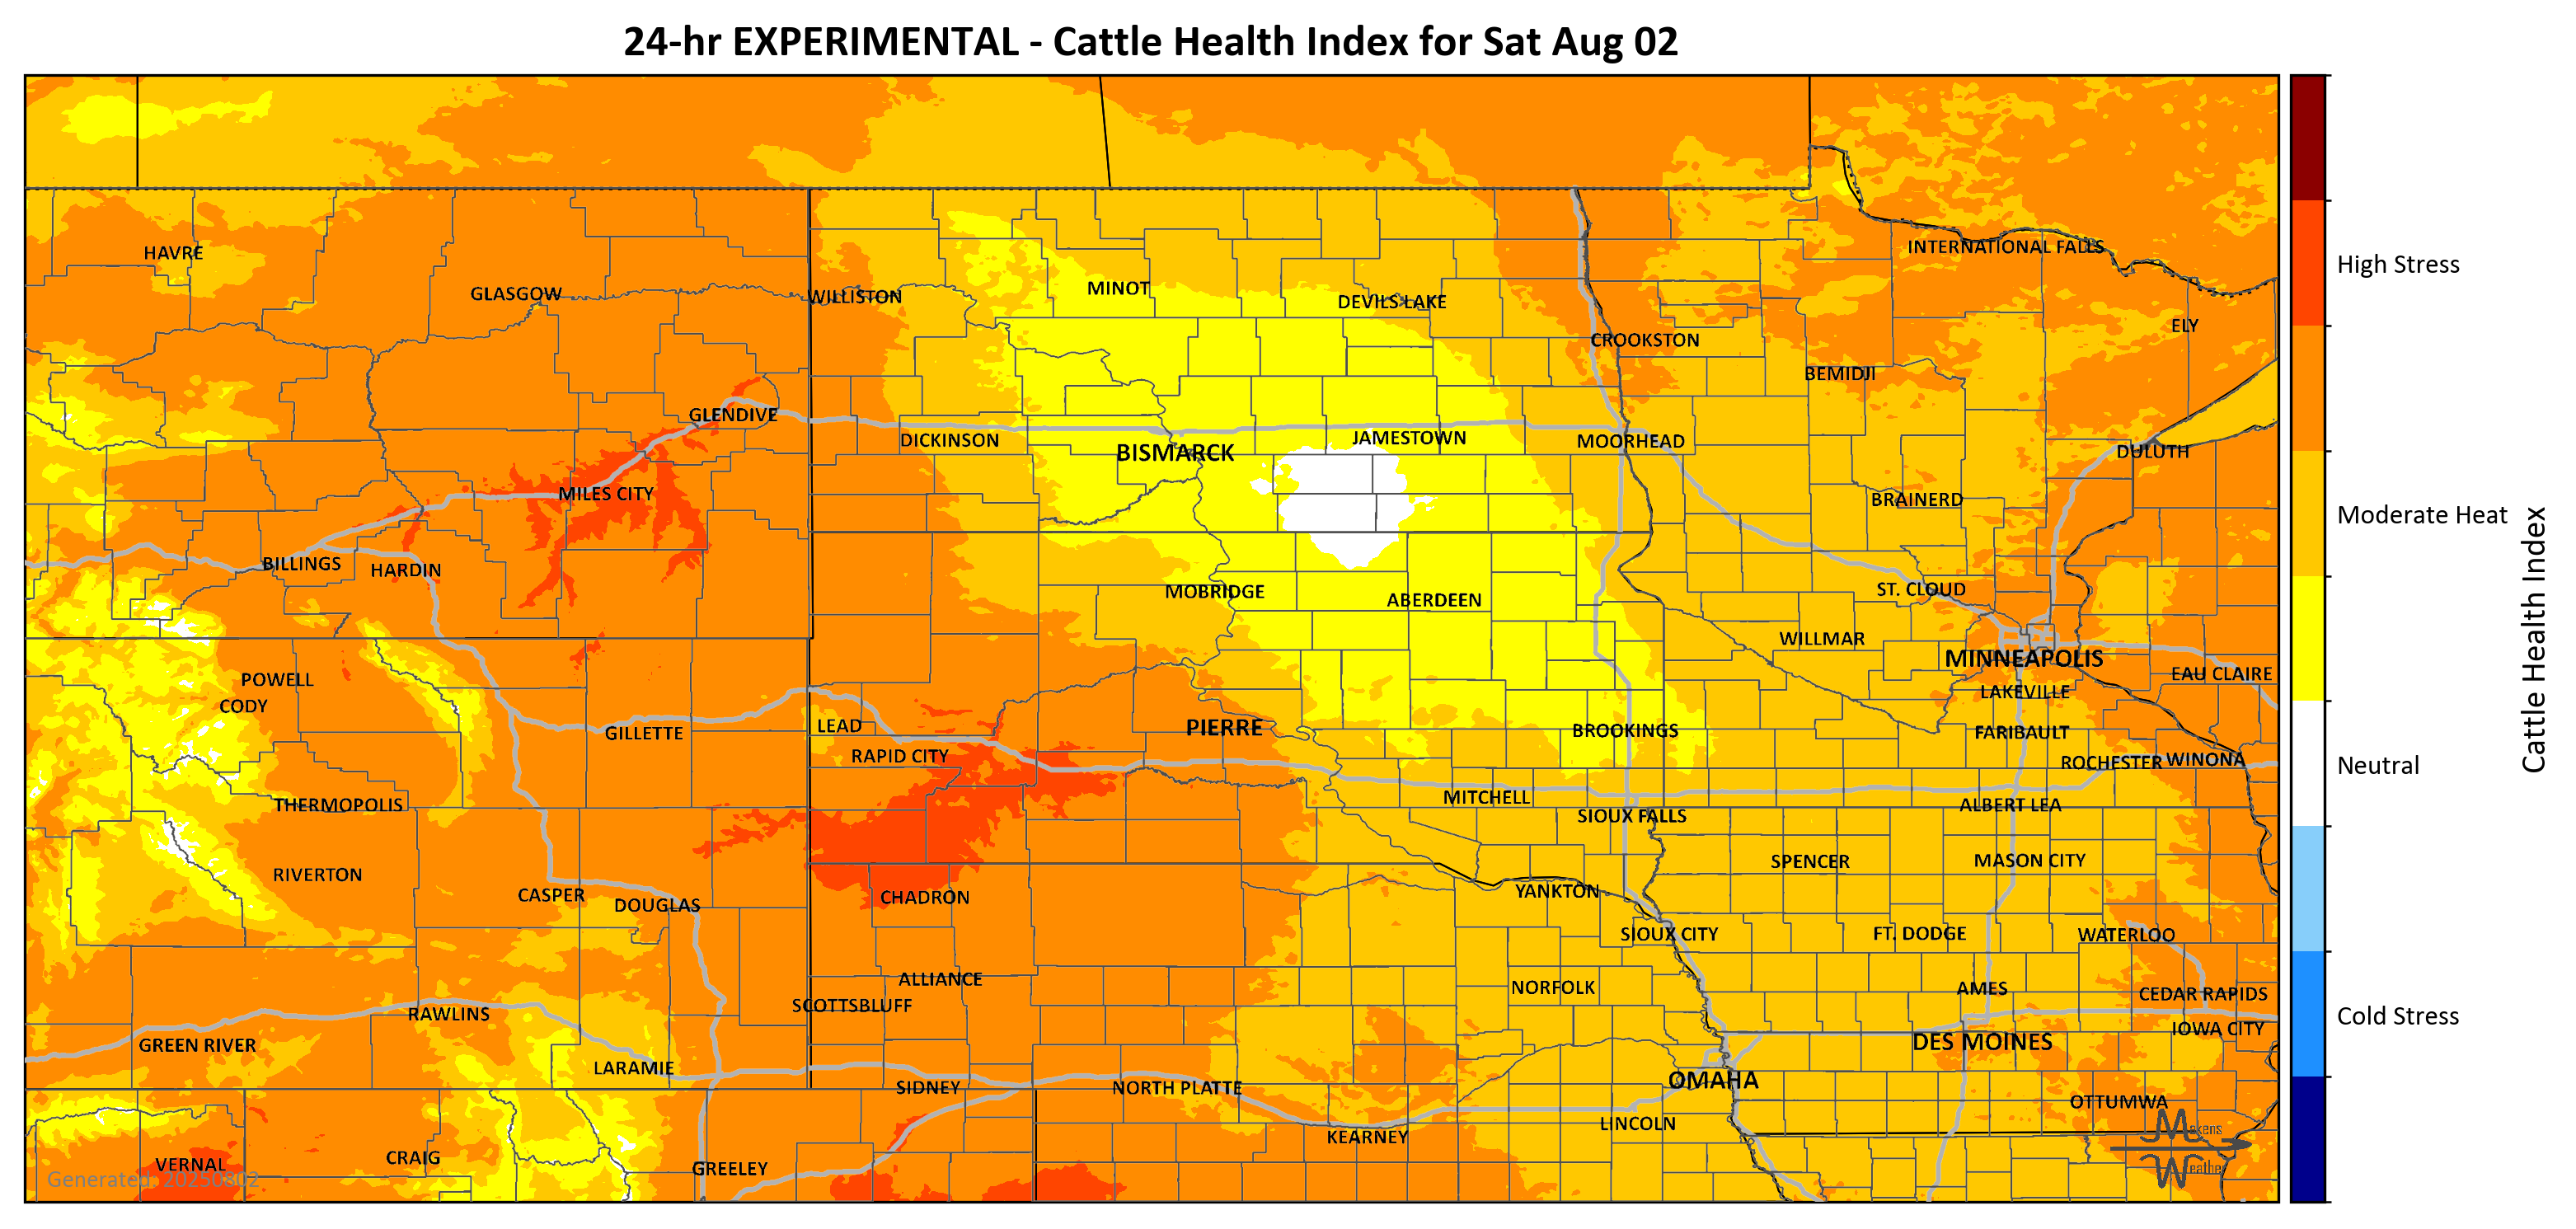 24-hr EXPERIMENTAL - Cattle Health Index for Sat Aug 02
HAVRE
INTERNATIONAL FALLS
GLASGOW
WILLISTON
MINOT
DEVILS LAKE
High Stress
CROOKSTON
ELY
BEMIDJI
GLENDIVE
DICKINSON
BISMARCK
JAMESTOWN
MOORHEAD
DULUTH
MILES CITY
BRAINERD
Moderate Heat
BILLINGS
HARDIN
MOBRIDGE
ABERDEEN
ST. CLOUD
WILLMAR
MINNEAPOLIS
Cattle Health Index
POWELL
CODY
LAKEVILLE
EAU CLAIRE
GILLETTE
LEAD
PIERRE
BROOKINGS
FARIBAULT
RAPID CITY
ROCHESTER
WINONA
Neutral
THERMOPOLIS
MITCHELL
SIOUX FALLS
ALBERT LEA
RIVERTON
SPENCER
MASON CITY
CASPER
DOUGLAS
CHADRON
YANKTON
SIOUX CITY
FT. DODGE
WATERLOO
ALLIANCE
SCOTTSBLUFF
NORFOLK
AMES
CEDAR RAPIDS
RAWLINS
Cold Stress
GREEN RIVER
DES MOINES
IOWA CITY
LARAMIE
SIDNEY
NORTH PLATTE
OMAHA
OTTUMWA
LINCOLN
KEARNEY
Makens
Weather
VERNAL
CRAIG
GREELEY
Generated: 20250802